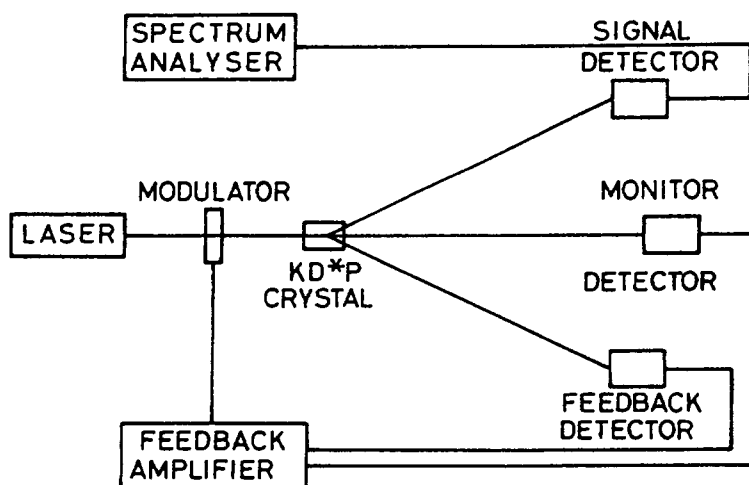 SPECTRUM
ANALYSER
SIGNAL
DETECTOR
MODULATOR
MONITOR
LASER
KD*P
CRYSTAL
DETECTOR
FEEDBACK
DETECTOR
FEEDBACK
AMPLIFIER